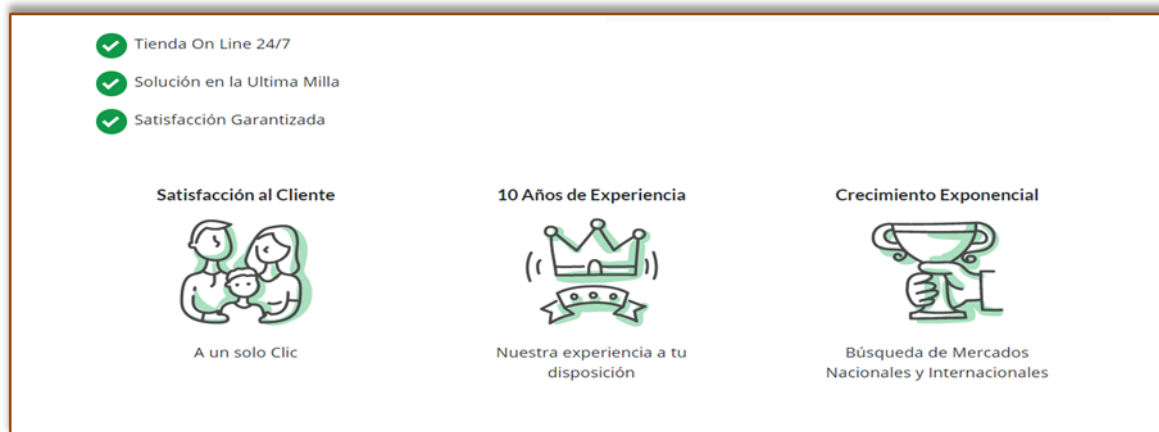 Tienda On Line 24/7
Solución en la Ultima Milla
Satisfacción Garantizada
Satisfacción al Cliente
A un solo Clic
10 Años de Experiencia
Nuestra experiencia a tu
disposición
Crecimiento Exponencial
Búsqueda de Mercados
Nacionales y Internacionales